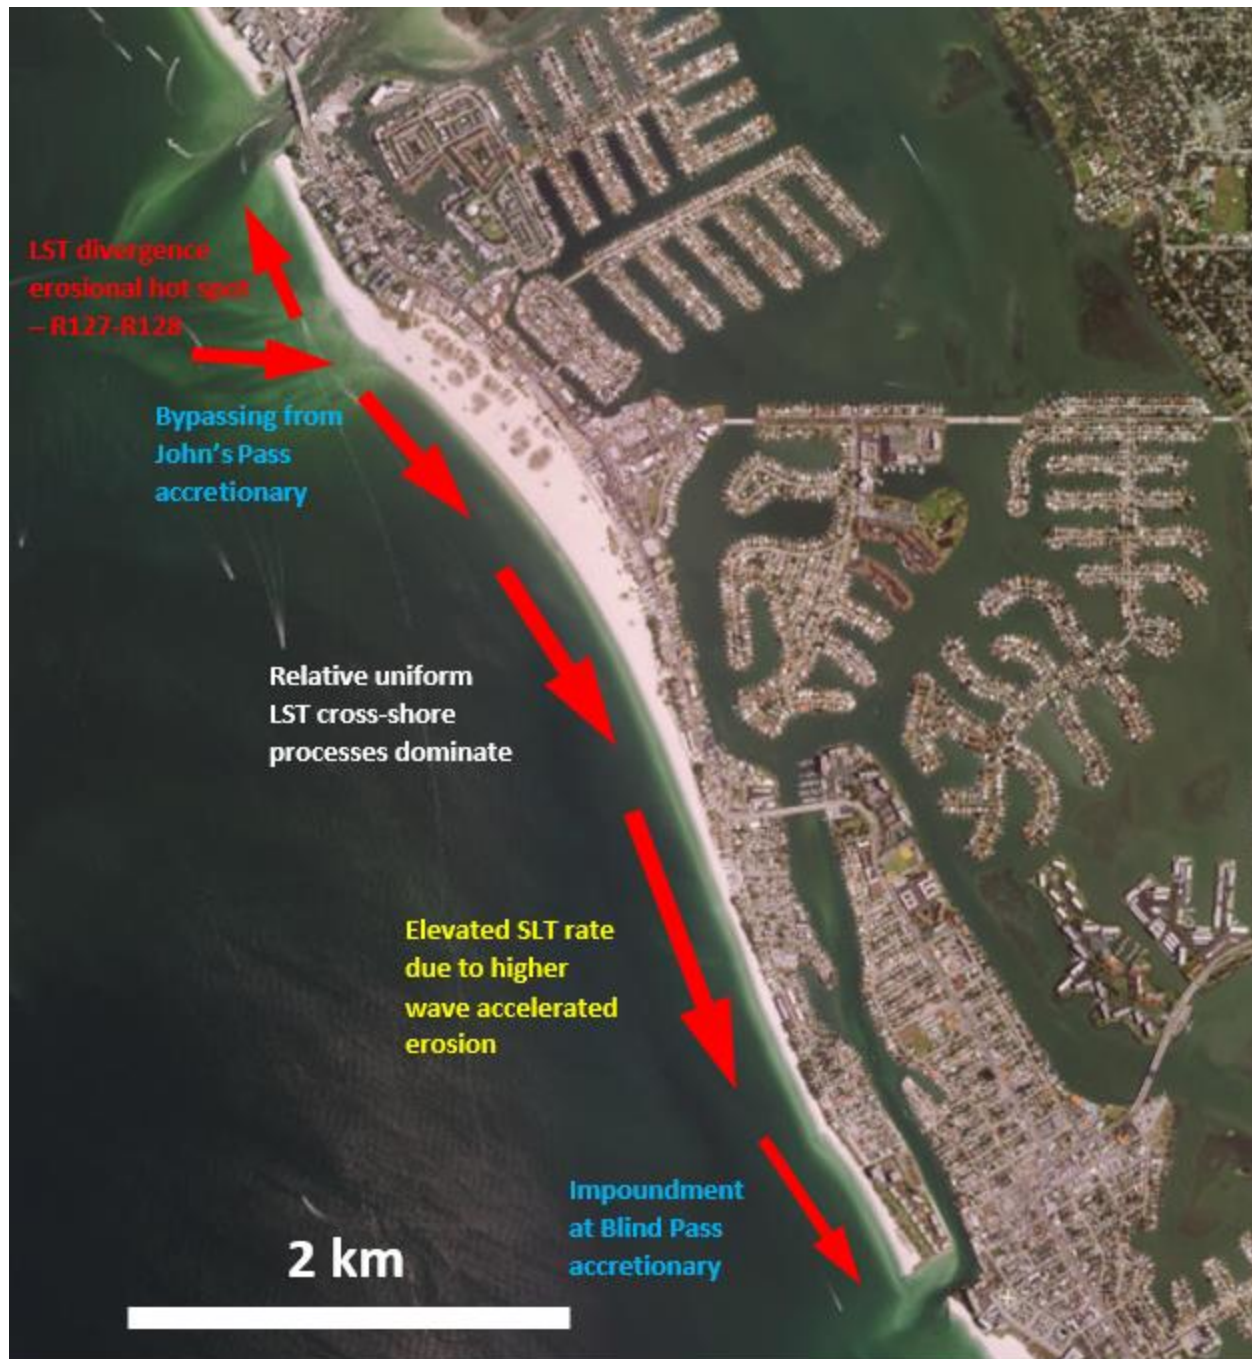 LST divergence
erosional hot spot
– R127-R128
Bypassing from
John's Pass
accretionary
Relative uniform
LST cross-shore
processes dominate
Elevated SLT rate
due to higher
wave accelerated
erosion
Impoundment
at Blind Pass
accretionary
2 km